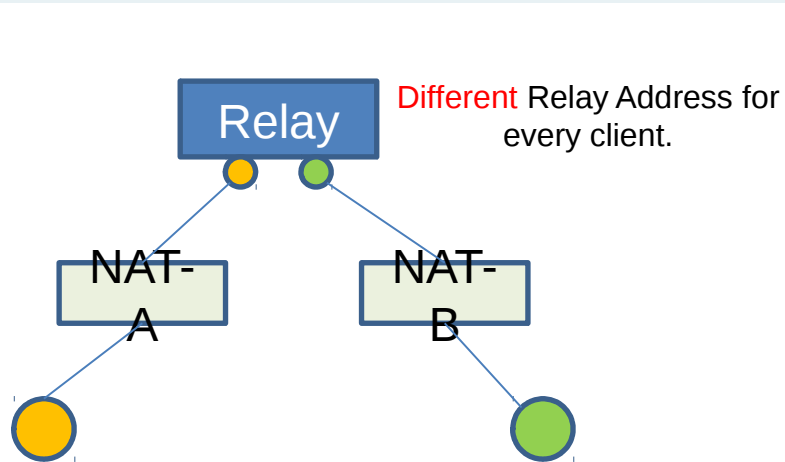 Relay
Different Relay Address for
every client.
NAT-
A
NAT-
B